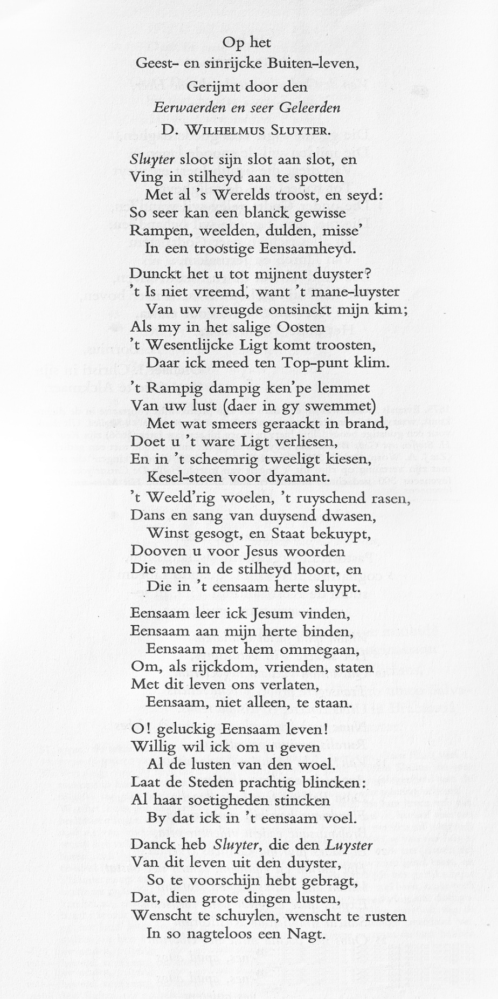 Op het
Geest- en sinrijcke Buiten-leven,
Gerijmt door den
Eerwaerden en seer Geleerden
D. WILHELMUS SLUYTER.
Sluyter sloot sijn slot aan slot, en
Ving in stilheyd aan te spotten
Met al 's Werelds troost, en seyd:
So seer kan een blanck gewisse
Rampen, weelden, dulden, misse'
In een troostige Eensaamheyd.
Dunckt het u tot mijnent duyster?
't Is niet vreemd, want 't mane-luyster
Van uw vreugde ontsinckt mijn kim;
Als my in het salige Oosten
't Wesentlijcke Ligt komt troosten,
Daar ick meed ten Top-punt klim.
't Rampig dampig ken'pe lemmet
Van uw lust (daer in gy swemmet)
Met wat smeers geraackt in brand,
Doet u 't ware Ligt verliesen,
En in 't scheemrig tweeligt kiesen,
Kesel-steen voor dyamant.
't Weeld'rig woelen, 't ruyschend rasen,
Dans en sang van duysend dwasen,
Winst gesogt, en Staat bekuypt,
Dooven u voor Jesus woorden
Die men in de stilheyd hoort, en
Die in 't eensaam herte sluypt.
Eensaam leer ick Jesum vinden,
Eensaam aan mijn herte binden,
Eensaam met hem ommegaan,
Om, als rijckdom, vrienden, staten
Met dit leven ons verlaten,
Eensaam, niet alleen, te staan.
O! geluckig Eensaam leven!
Willig wil ick om u geven
Al de lusten van den woel.
Laat de Steden prachtig blincken:
Al haar soetigheden stincken
By dat ick in 't eensaam voel.
Danck heb Sluyter, die den Luyster
Van dit leven uit den duyster,
So te voorschijn hebt gebragt,
Dat, dien grote dingen lusten,
Wenscht te schuylen, wenscht te rusten
In so nagteloos een Nagt.